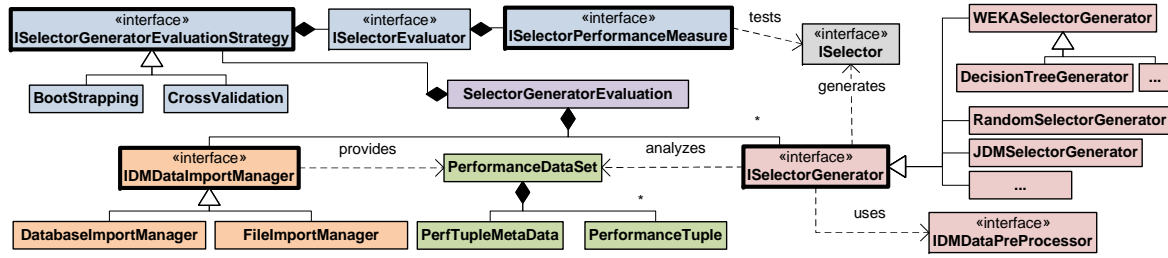 «interface»
ISelectorGeneratorEvaluationStrategy
«interface»
ISelectorEvaluator
«interface»
ISelectorPerformanceMeasure
tests
«interface»
ISelector
WEKASelectorGenerator
DecisionTreeGenerator
...
BootStrapping
CrossValidation
SelectorGeneratorEvaluation
generates
RandomSelectorGenerator
*
JDMSelectorGenerator
...
«interface»
IDMDataImportManager
provides
PerformanceDataSet
analyzes
«interface»
ISelectorGenerator
*
uses
DatabaseImportManager
FileImportManager
PerfTupleMetaData
PerformanceTuple
«interface»
IDMDataPreProcessor